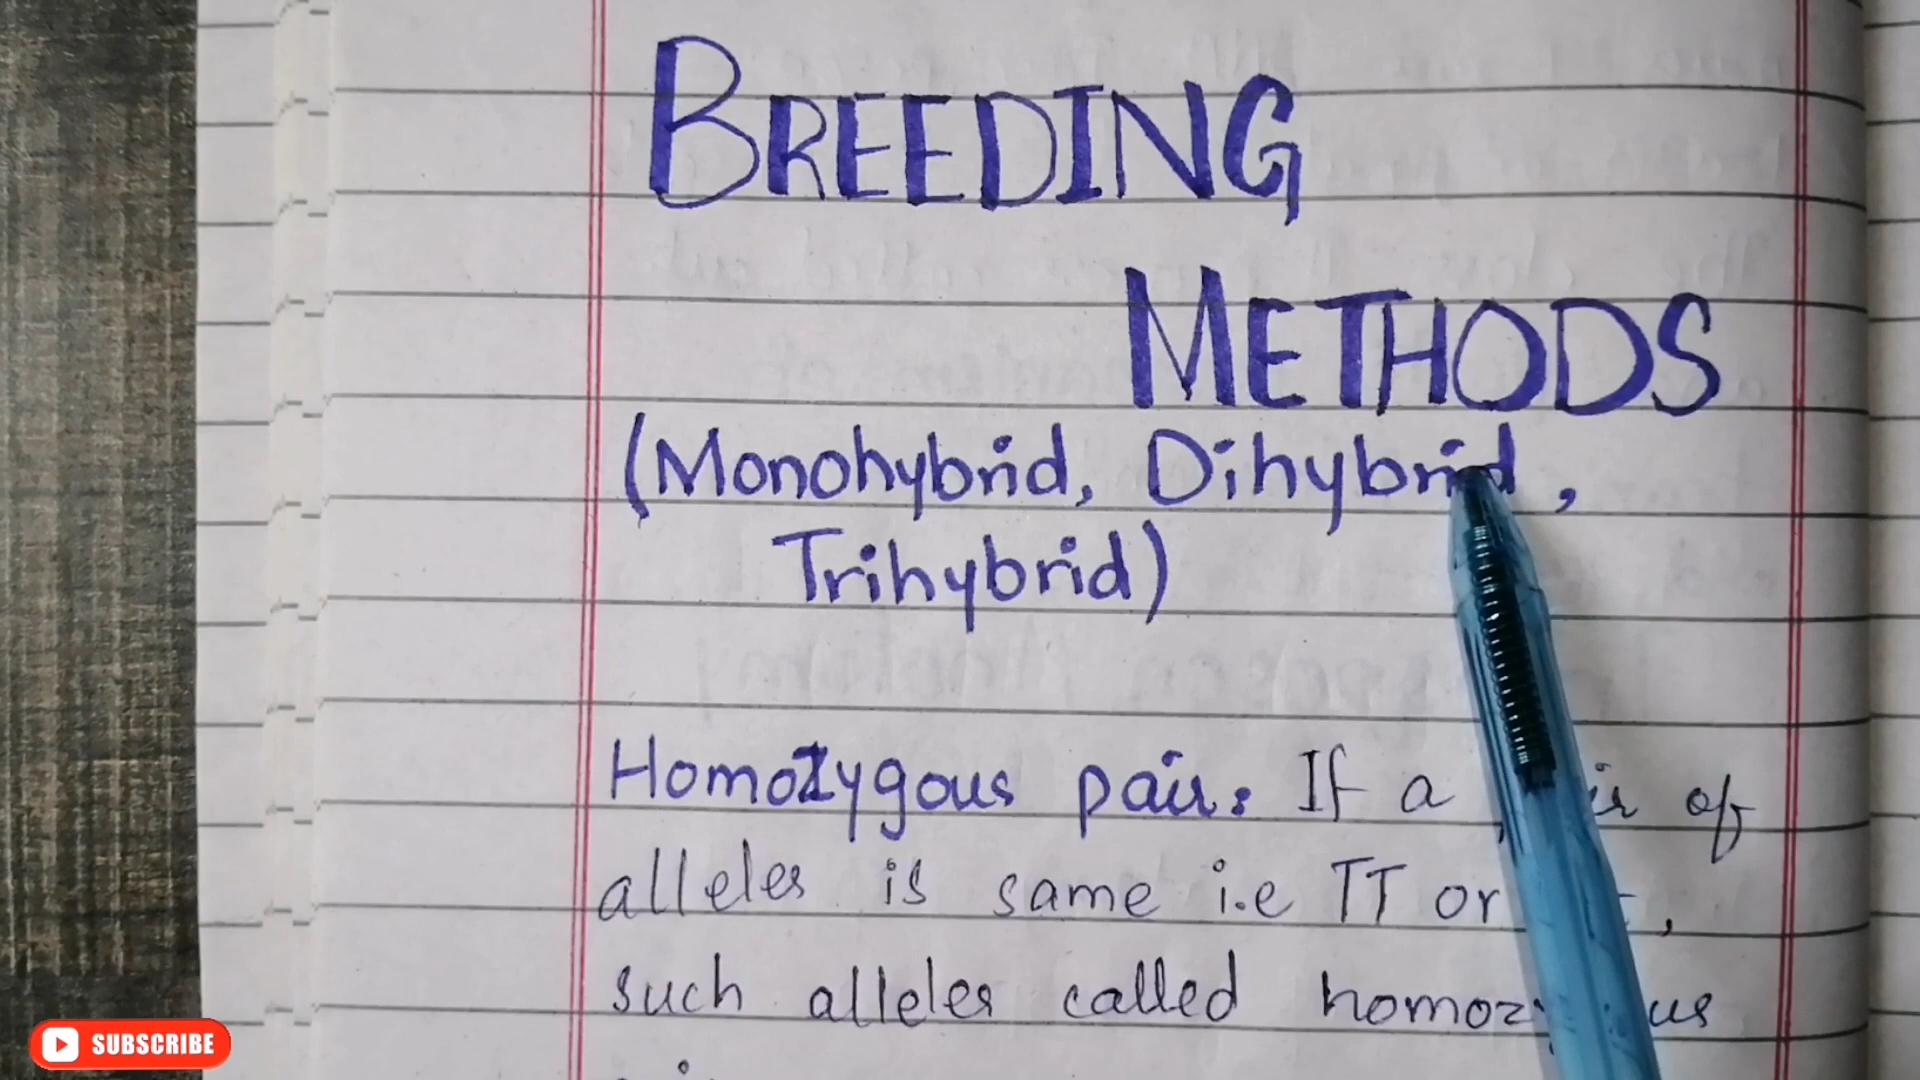 BREEDING
METHODS
(Monohybrid, Dihybrid,
Trihybrid)
Homozygous pair: If a of
alleles is same i.e TT or
such alleles called
SUBSCRIBE